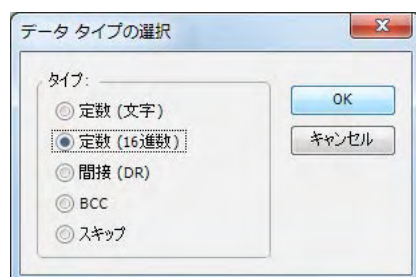 データ タイプの選択
タイプ:
定数 (文字)
定数 (16進数)
間接 (DR)
BCC
スキップ
OK
キャンセル